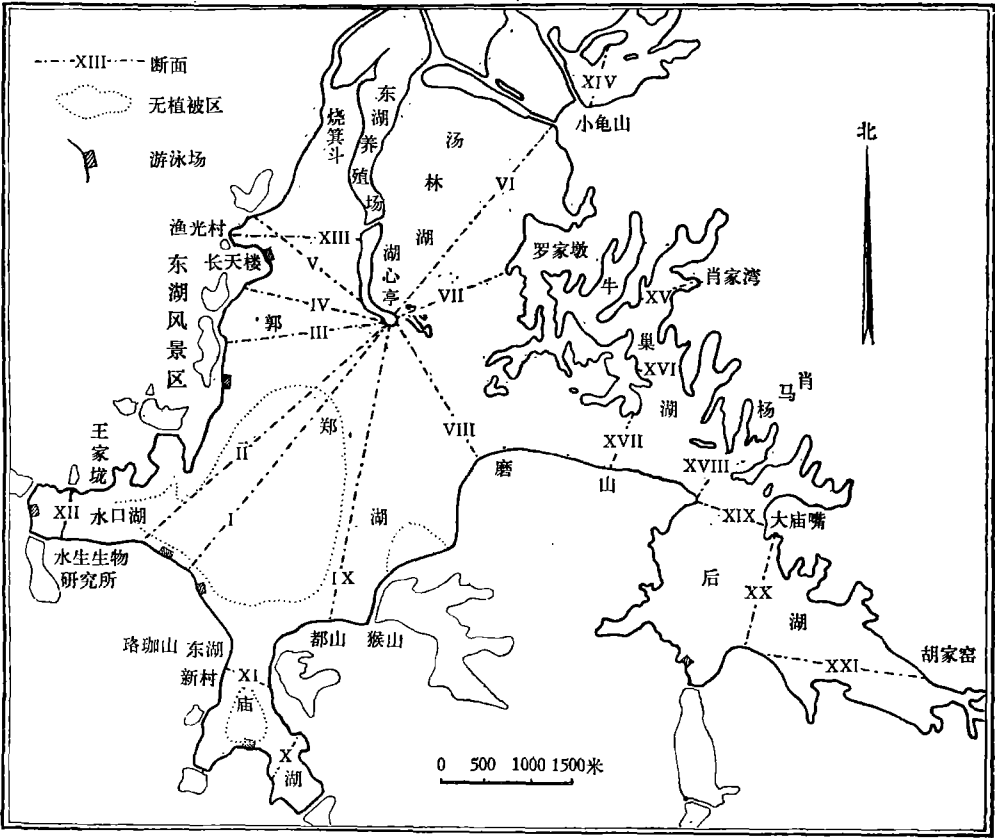 XIII 断面
无植被区
游泳场
北
XIV
小龟山
东湖养殖场
烧箕斗
汤林湖
VI
渔光村
XIII
长天楼
V
湖心亭
罗家墩
VII
牛巢湖
XV
肖家湾
东湖风景区
IV
郭郑湖
III
XVI
杨
马
肖
VIII
XVII
磨山
XVIII
王家垅
II
I
XII
水口湖
XIX
大庙嘴
水生生物
研究所
IX
后湖
XX
珞珈山
东湖
新村
都山
猴山
XI
庙湖
X
XXI
胡家窑
0 500 1000 1500米